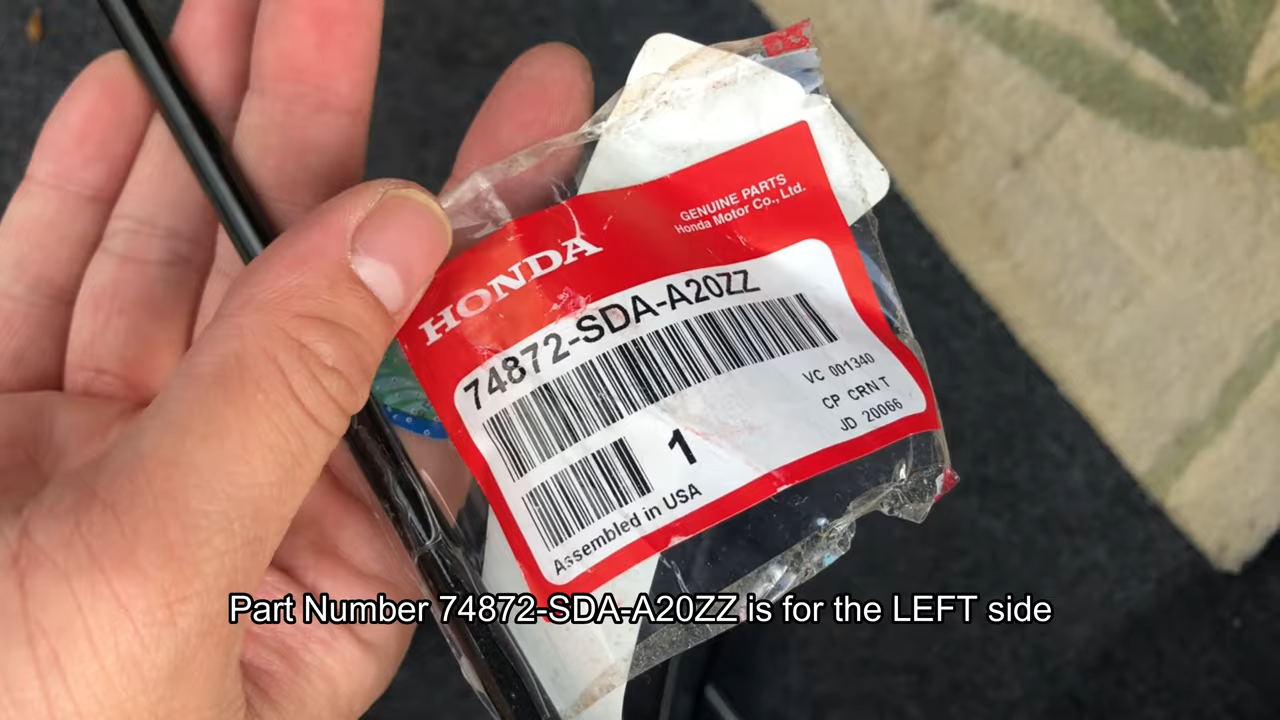 GENUINE PARTS
Honda Motor Co., Ltd.
HONDA
74872-SDA-A20ZZ
VC 001340
CP CRN T
JD 20066
1
Assembled in USA
Part Number 74872-SDA-A20ZZ is for the LEFT side